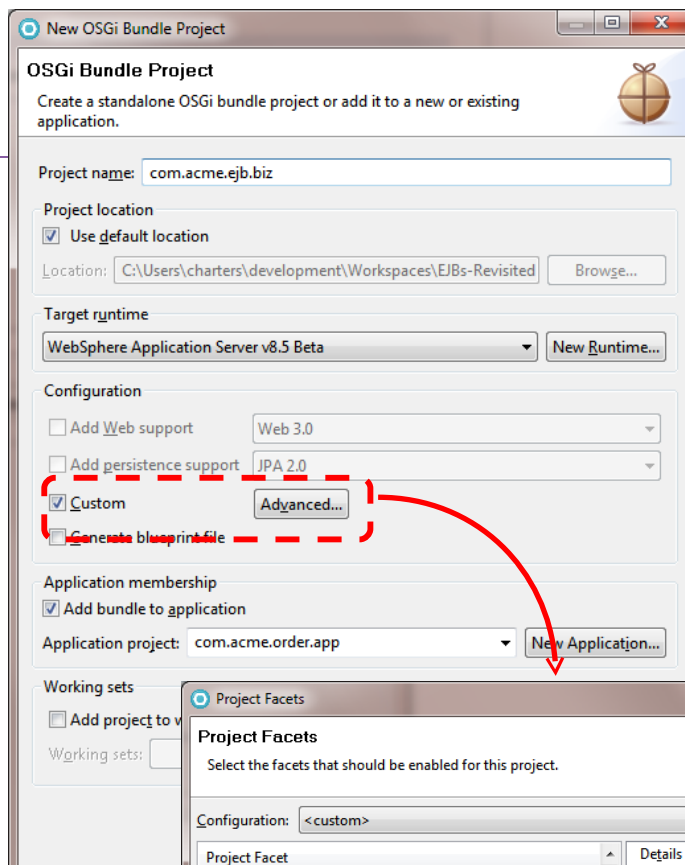 New OSGi Bundle Project
OSGi Bundle Project
Create a standalone OSGi bundle project or add it to a new or existing
application.
Project name: com.acme.ejb.biz
Project location
Use default location
Location: C:\Users\charters\development\Workspaces\EJBs-Revisited Browse...
Target runtime
WebSphere Application Server v8.5 Beta New Runtime...
Configuration
Add Web support Web 3.0
Add persistence support JPA 2.0
Custom Advanced...
Generate blueprint file
Application membership
Add bundle to application
Application project: com.acme.order.app New Application...
Working sets
Add project to w
Working sets:
Project Facets
Project Facets
Select the facets that should be enabled for this project.
Configuration: <custom>
Project Facet Details